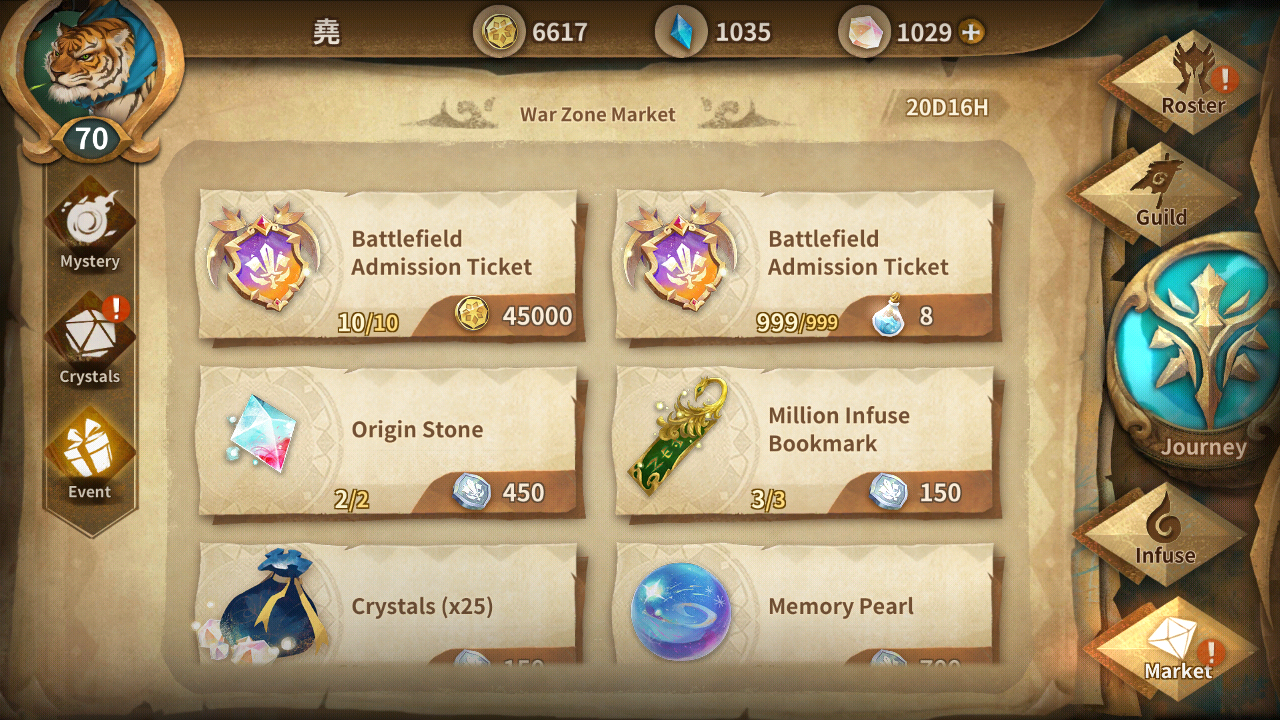 堯
6617
1035
1029
70
War Zone Market
20D16H
Roster
Guild
Journey
Infuse
Market
Mystery
Crystals
Event
Battlefield
Admission Ticket
10/10
45000
Battlefield
Admission Ticket
999/999
8
Origin Stone
2/2
450
Million Infuse
Bookmark
3/3
150
Crystals (x25)
Memory Pearl